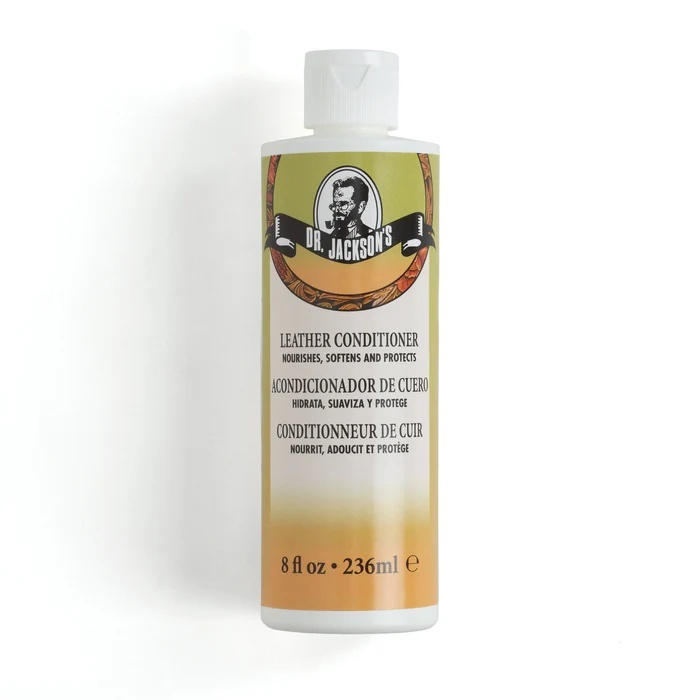 DR. JACKSON'S
LEATHER CONDITIONER
NOURISHES, SOFTENS AND PROTECTS
ACONDICIONADOR DE CUERO
HIDRATA, SUAVIZA Y PROTEGE
CONDITIONNEUR DE CUIR
NOURRIT, ADOUCIT ET PROTÈGE
8 fl oz • 236ml ℮